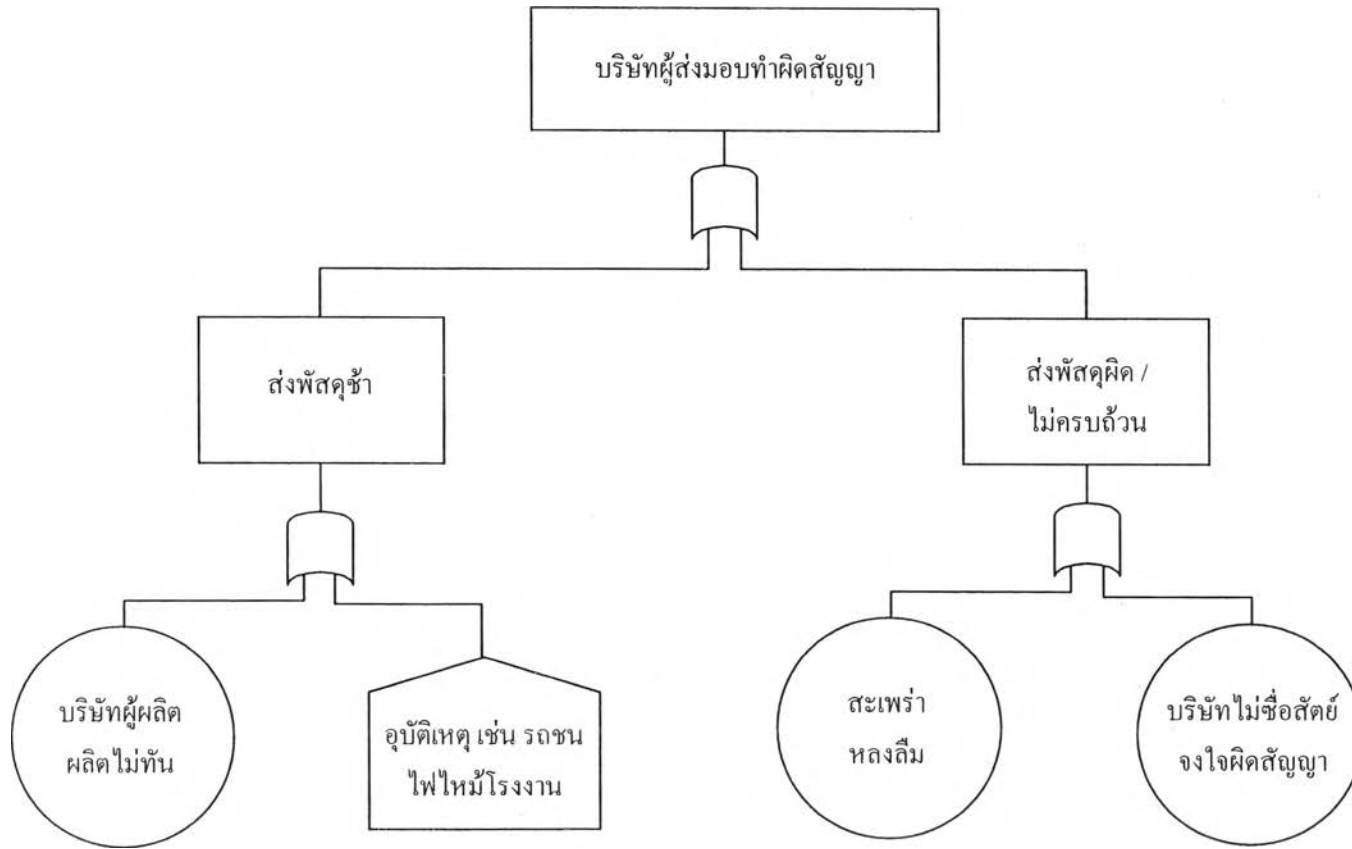 บริษัทผู้ส่งมอบทำผิดสัญญา
ส่งพัสดุช้า
ส่งพัสดุผิด /
ไม่ครบถ้วน
บริษัทผู้ผลิต
ผลิตไม่ทัน
อุบัติเหตุ เช่น รถชน
ไฟไหม้โรงงาน
สะเพร่า
หลงลืม
บริษัทไม่ซื่อสัตย์
จงใจผิดสัญญา